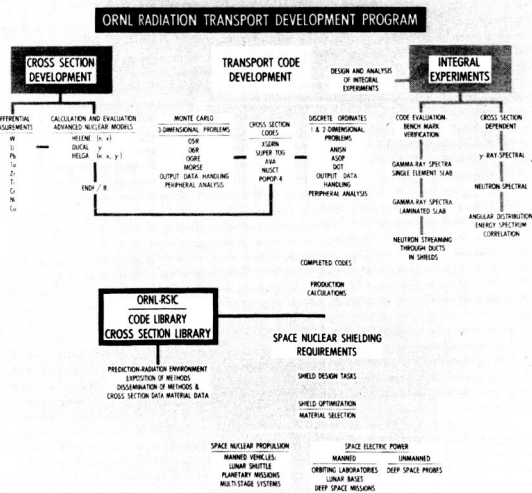 ORNL RADIATION TRANSPORT DEVELOPMENT PROGRAM
CROSS SECTION
DEVELOPMENT
TRANSPORT CODE
DEVELOPMENT
DESIGN AND ANALYSIS
OF INTEGRAL
EXPERIMENTS
INTEGRAL
EXPERIMENTS
CALCULATION AND EVALUATION
ADVANCED NUCLEAR MODELS
HELENE (n, γ)
DUCAL γ
HELGA (n x, γ)
ENDF / B
W
Pb
Zr
Cr
Ni
Cu
MONTE CARLO
3-DIMENSIONAL PROBLEMS
O5R
O6R
OGRE
MORSE
OUTPUT DATA HANDLING
PERIPHERAL ANALYSIS
CROSS SECTION
CODES
XSDRN
SUPER TOG
AVA
NUSCT
POPOP-4
DISCRETE ORDINATES
1 & 2-DIMENSIONAL
PROBLEMS
ANISN
ASOP
DOT
OUTPUT DATA
HANDLING
PERIPHERAL ANALYSIS
CODE EVALUATION
BENCH MARK
VERIFICATION
GAMMA-RAY SPECTRA
SINGLE ELEMENT SLAB
GAMMA-RAY SPECTRA
LAMINATED SLAB
NEUTRON STREAMING
THROUGH DUCTS
IN SHIELDS
CROSS SECTION
DEPENDENT
γ-RAY-SPECTRA
NEUTRON-SPECTRA
ANGULAR DISTRIBUTION
ENERGY SPECTRUM
CORRELATION
COMPLETED CODES
PRODUCTION
CALCULATIONS
ORNL-RSIC
CODE LIBRARY
CROSS SECTION LIBRARY
PREDICTION-RADIATION ENVIRONMENT
EXPOSITION OF METHODS
DISSEMINATION OF METHODS &
CROSS SECTION DATA MATERIAL DATA
SPACE NUCLEAR SHIELDING
REQUIREMENTS
SHIELD DESIGN TASKS
SHIELD OPTIMIZATION
MATERIAL SELECTION
SPACE NUCLEAR PROPULSION
MANNED VEHICLES:
LUNAR SHUTTLE
PLANETARY MISSIONS
MULTI-STAGE SYSTEMS
SPACE ELECTRIC POWER
MANNED
ORBITING LABORATORIES
LUNAR BASES
DEEP SPACE MISSIONS
UNMANNED
DEEP SPACE PROBES